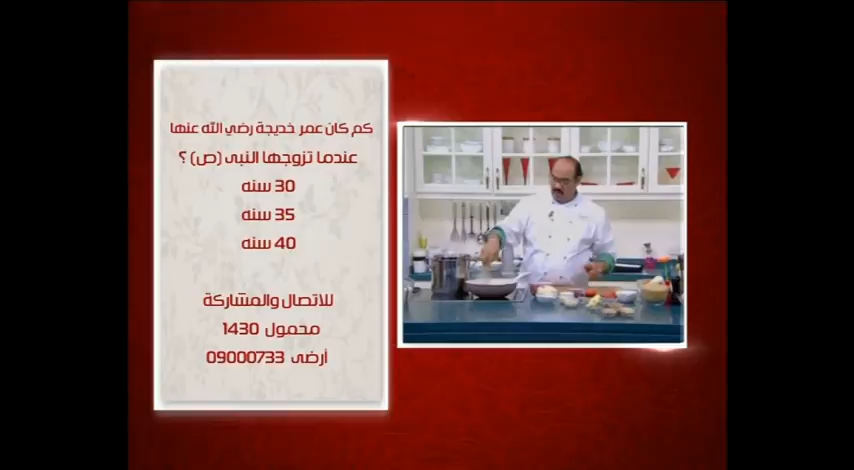 كم كان عمر خديجة رضي الله عنها
عندما تزوجها النبى (ص) ؟
30 سنه
35 سنه
40 سنه
للاتصال والمشاركة
محمول 1430
أرضى 09000733